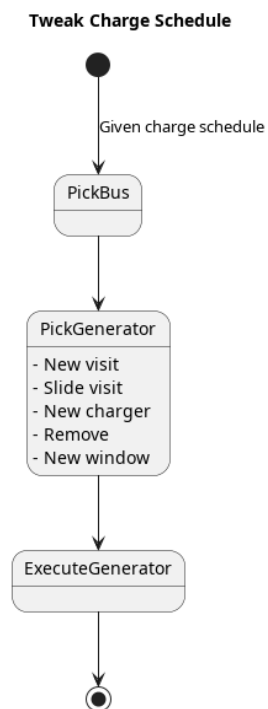 Tweak Charge Schedule
Given charge schedule
PickBus
PickGenerator
- New visit
- Slide visit
- New charger
- Remove
- New window
ExecuteGenerator